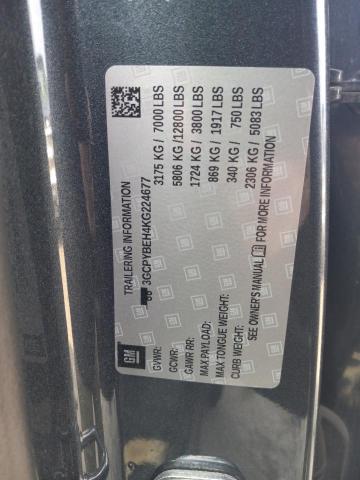 GM
TRAILERING INFORMATION
3GCPYBEH4KG224677
GVWR: 3175 KG / 7000 LBS
GCWR: 5806 KG /12800 LBS
GAWR RR: 1724 KG / 3800 LBS
MAX PAYLOAD: 869 KG / 1917 LBS
MAX TONGUE WEIGHT: 340 KG / 750 LBS
CURB WEIGHT: 2306 KG / 5083 LBS
SEE OWNER'S MANUAL FOR MORE INFORMATION